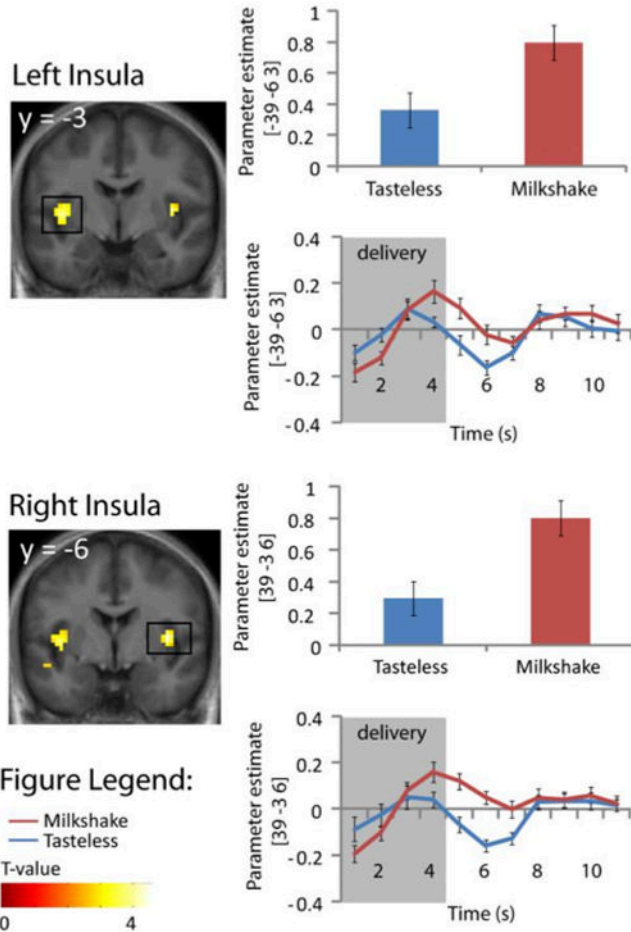 Left Insula
y = -3
Parameter estimate
[-39 -6 3]
1
0.8
0.6
0.4
0.2
0
Tasteless
Milkshake
Parameter estimate
[-39 -6 3]
0.4
0.2
0
-0.2
-0.4
delivery
2
4
6
8
10
Time (s)
Right Insula
y = -6
Parameter estimate
[39 -3 6]
1
0.8
0.6
0.4
0.2
0
Tasteless
Milkshake
Parameter estimate
[39 -3 6]
0.4
0.2
0
-0.2
-0.4
delivery
2
4
6
8
10
Time (s)
Figure Legend:
Milkshake
Tasteless
T-value
0
4